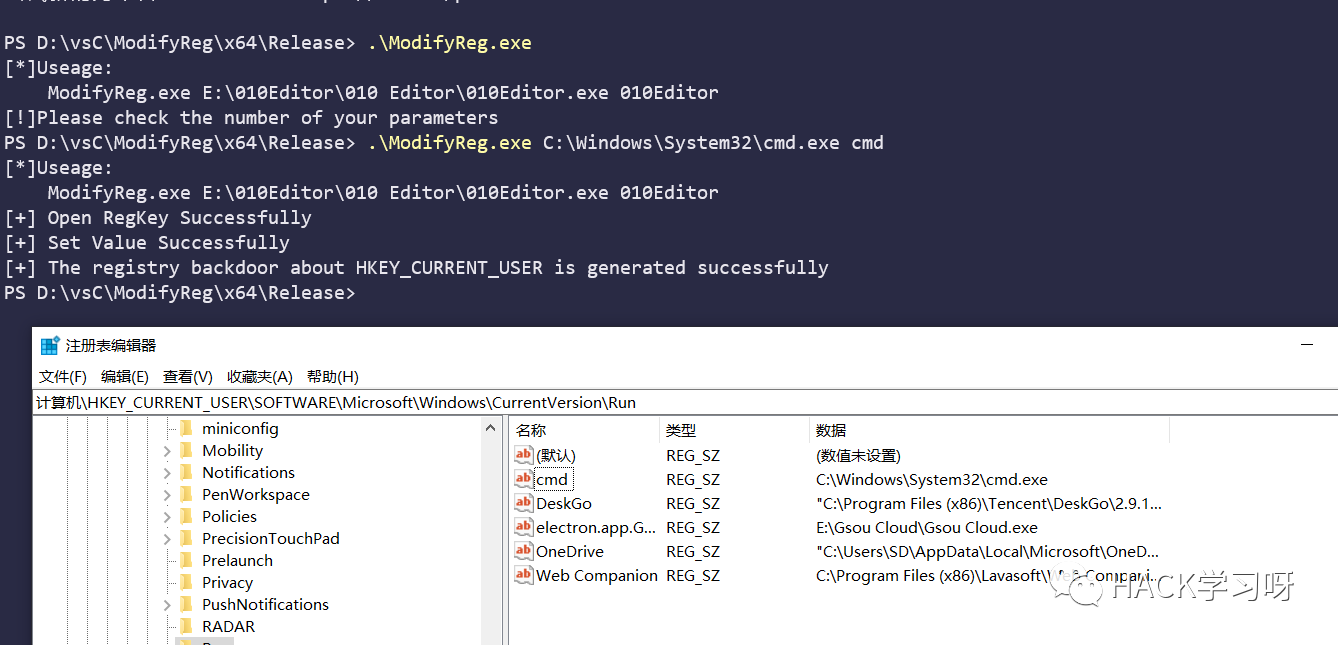 PS D:\vsC\ModifyReg\x64\Release> .\ModifyReg.exe
[*]Useage:
ModifyReg.exe E:\010Editor\010 Editor\010Editor.exe 010Editor
[!]Please check the number of your parameters
PS D:\vsC\ModifyReg\x64\Release> .\ModifyReg.exe C:\Windows\System32\cmd.exe cmd
[*]Useage:
ModifyReg.exe E:\010Editor\010 Editor\010Editor.exe 010Editor
[+] Open RegKey Successfully
[+] Set Value Successfully
[+] The registry backdoor about HKEY_CURRENT_USER is generated successfully
PS D:\vsC\ModifyReg\x64\Release>
注册表编辑器
文件(F) 编辑(E) 查看(V) 收藏夹(A) 帮助(H)
计算机\HKEY_CURRENT_USER\SOFTWARE\Microsoft\Windows\CurrentVersion\Run
miniconfig
Mobility
Notifications
PenWorkspace
Policies
PrecisionTouchPad
Prelaunch
Privacy
PushNotifications
RADAR
名称 类型 数据
(默认) REG_SZ (数值未设置)
cmd REG_SZ C:\Windows\System32\cmd.exe
DeskGo REG_SZ "C:\Program Files (x86)\Tencent\DeskGo\2.9.1...
electron.app.G... REG_SZ E:\Gsou Cloud\Gsou Cloud.exe
OneDrive REG_SZ "C:\Users\SD\AppData\Local\Microsoft\OneD...
Web Companion REG_SZ C:\Program Files (x86)\Lavasoft\Web Compani...
HACK学习呀